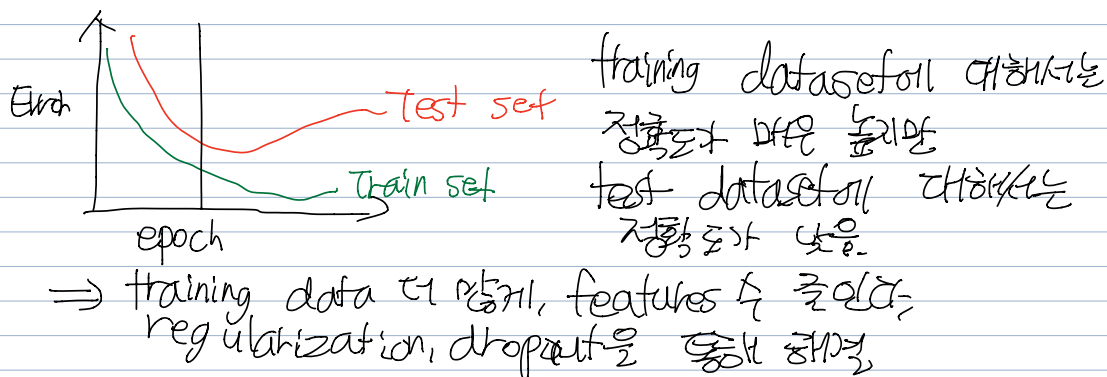 Error
Test set
Train set
epoch
training dataset에 대해서는
정확도가 매운 높지만
test dataset에 대해서는
정확도가 낮음.
⇒ training data 더 많게, features 수 줄인다,
regularization, dropout을 통해 해결